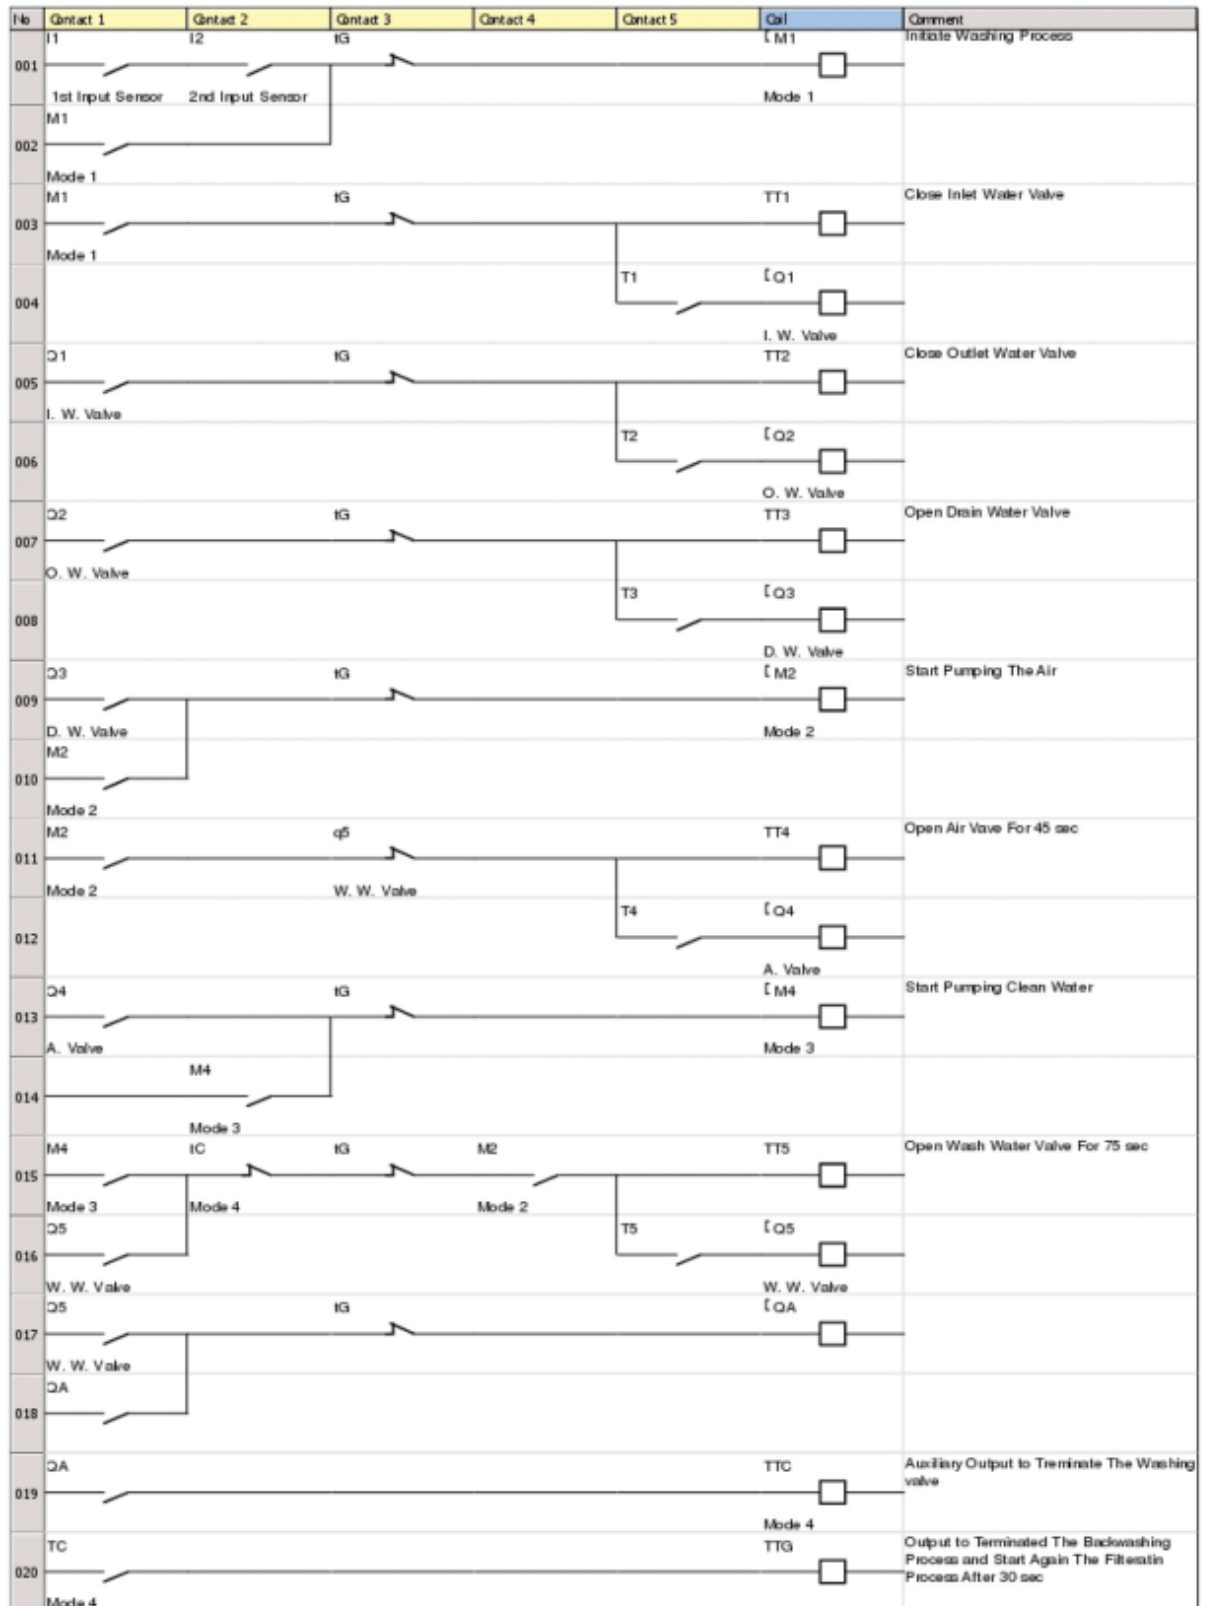 No Contact 1 Contact 2 Contact 3 Contact 4 Contact 5 Coil Comment
I1 I2 tG [ M1 Initiate Washing Process
001
1st Input Sensor 2nd Input Sensor Mode 1
M1
002
Mode 1
M1 tG TT1 Close Inlet Water Valve
003
Mode 1
T1 [ Q1
004
I. W. Valve
Q1 tG TT2 Close Outlet Water Valve
005
I. W. Valve
T2 [ Q2
006
O. W. Valve
Q2 tG TT3 Open Drain Water Valve
007
O. W. Valve
T3 [ Q3
008
D. W. Valve
Q3 tG [ M2 Start Pumping The Air
009
D. W. Valve Mode 2
M2
010
Mode 2
M2 q5 TT4 Open Air Vave For 45 sec
011
Mode 2 W. W. Valve
T4 [ Q4
012
A. Valve
Q4 tG [ M4 Start Pumping Clean Water
013
A. Valve Mode 3
M4
014
Mode 3
M4 tC tG M2 TT5 Open Wash Water Valve For 75 sec
015
Mode 3 Mode 4 Mode 2
Q5 T5 [ Q5
016
W. W. Valve W. W. Valve
Q5 tG [ QA
017
W. W. Valve
QA
018
QA TTC Auxiliary Output to Treminate The Washing
valve
019
Mode 4
TC TTG Output to Terminated The Backwashing
Process and Start Again The Filteratin
020
Process After 30 sec
Mode 4